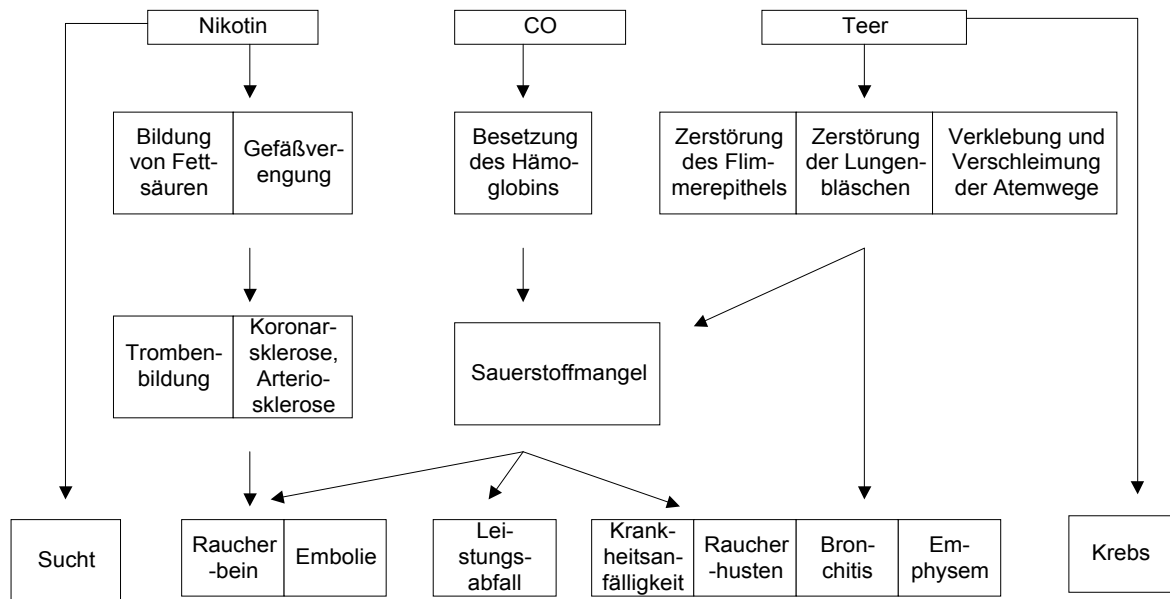 Nikotin
CO
Teer
Bildung
von Fett-
säuren
Gefäßver-
engung
Besetzung
des Hämo-
globins
Zerstörung
des Flim-
merepithels
Zerstörung
der Lungen-
bläschen
Verklebung und
Verschleimung
der Atemwege
Tromben-
bildung
Koronar-
sklerose,
Arterio-
sklerose
Sauerstoffmangel
Sucht
Raucher
-bein
Embolie
Lei-
stungs-
abfall
Krank-
heitsan-
fälligkeit
Raucher
-husten
Bron-
chitis
Em-
physem
Krebs